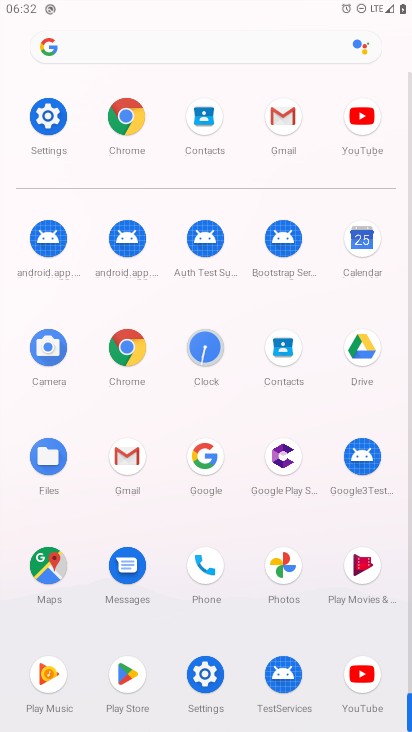 06:32 LTE
Settings Chrome Contacts Gmail YouTube
android.app.... android.app.... Auth Test Su... Bootstrap Ser... Calendar
25
Camera Chrome Clock Contacts Drive
Files Gmail Google Google Play S... Google3Test...
Maps Messages Phone Photos Play Movies & ...
Play Music Play Store Settings TestServices YouTube